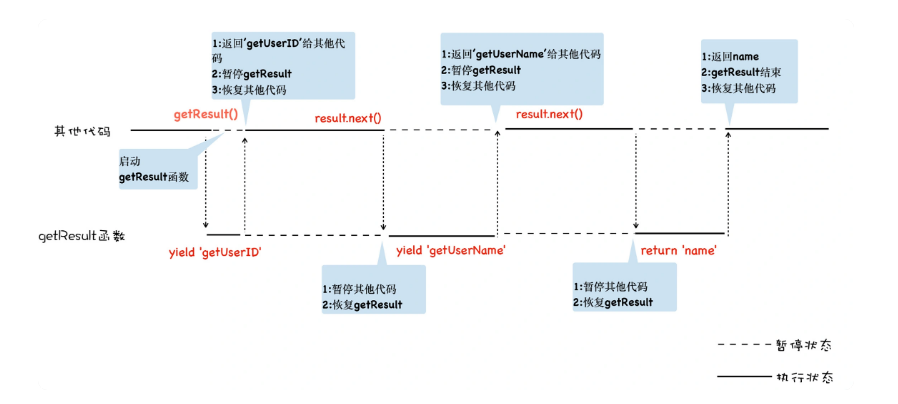 1:返回'getUserID'给其他代
码
2:暂停getResult
3:恢复其他代码
1:返回'getUserName'给其他代码
2:暂停getResult
3:恢复其他代码
1:返回name
2:getResult结束
3:恢复其他代码
getResult()
result.next()
result.next()
其他代码
启动
getResult函数
getResult函数
yield 'getUserID'
yield 'getUserName'
return 'name'
1:暂停其他代码
2:恢复getResult
1:暂停其他代码
2:恢复getResult
暂停状态
执行状态